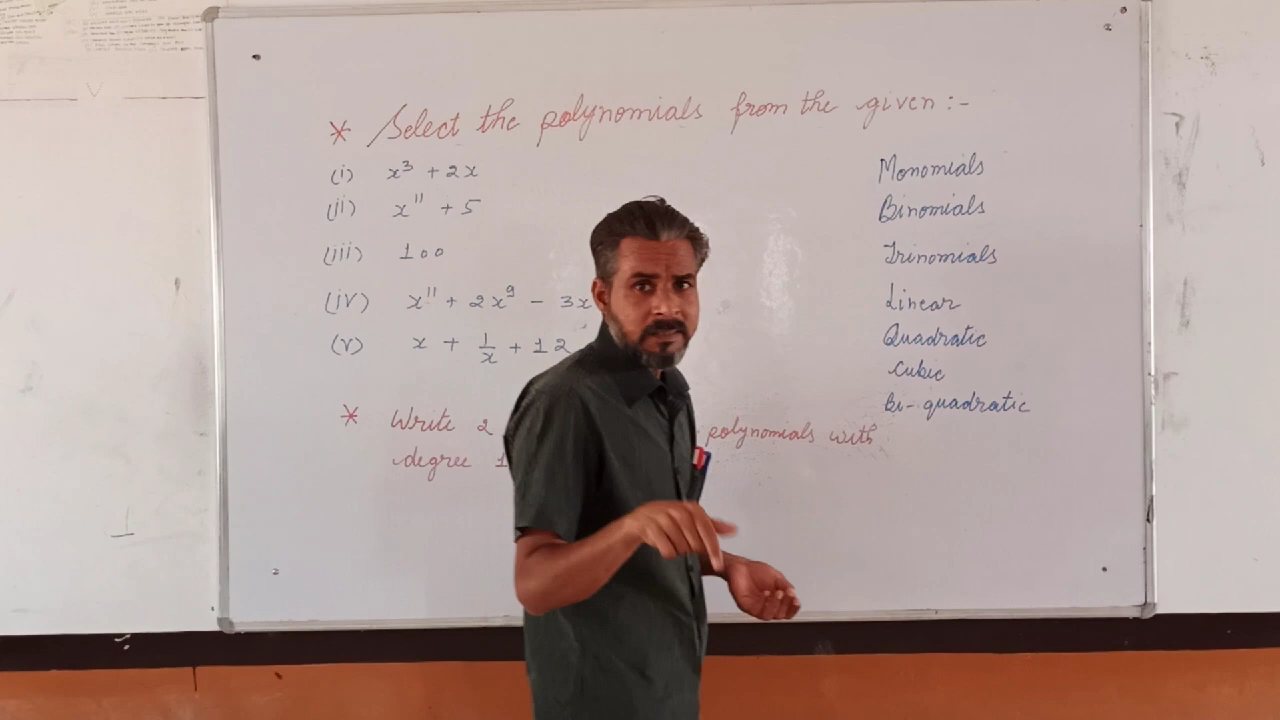 * Select the polynomials from the given :-
(i) x³ + 2x
(ii) x¹¹ + 5
(iii) 100
(iv) x¹¹ + 2x⁹ - 3x
(v) x + 1/x + 12
* Write 2 polynomials with
degree 1
Monomials
Binomials
Trinomials
Linear
Quadratic
Cubic
Bi-quadratic